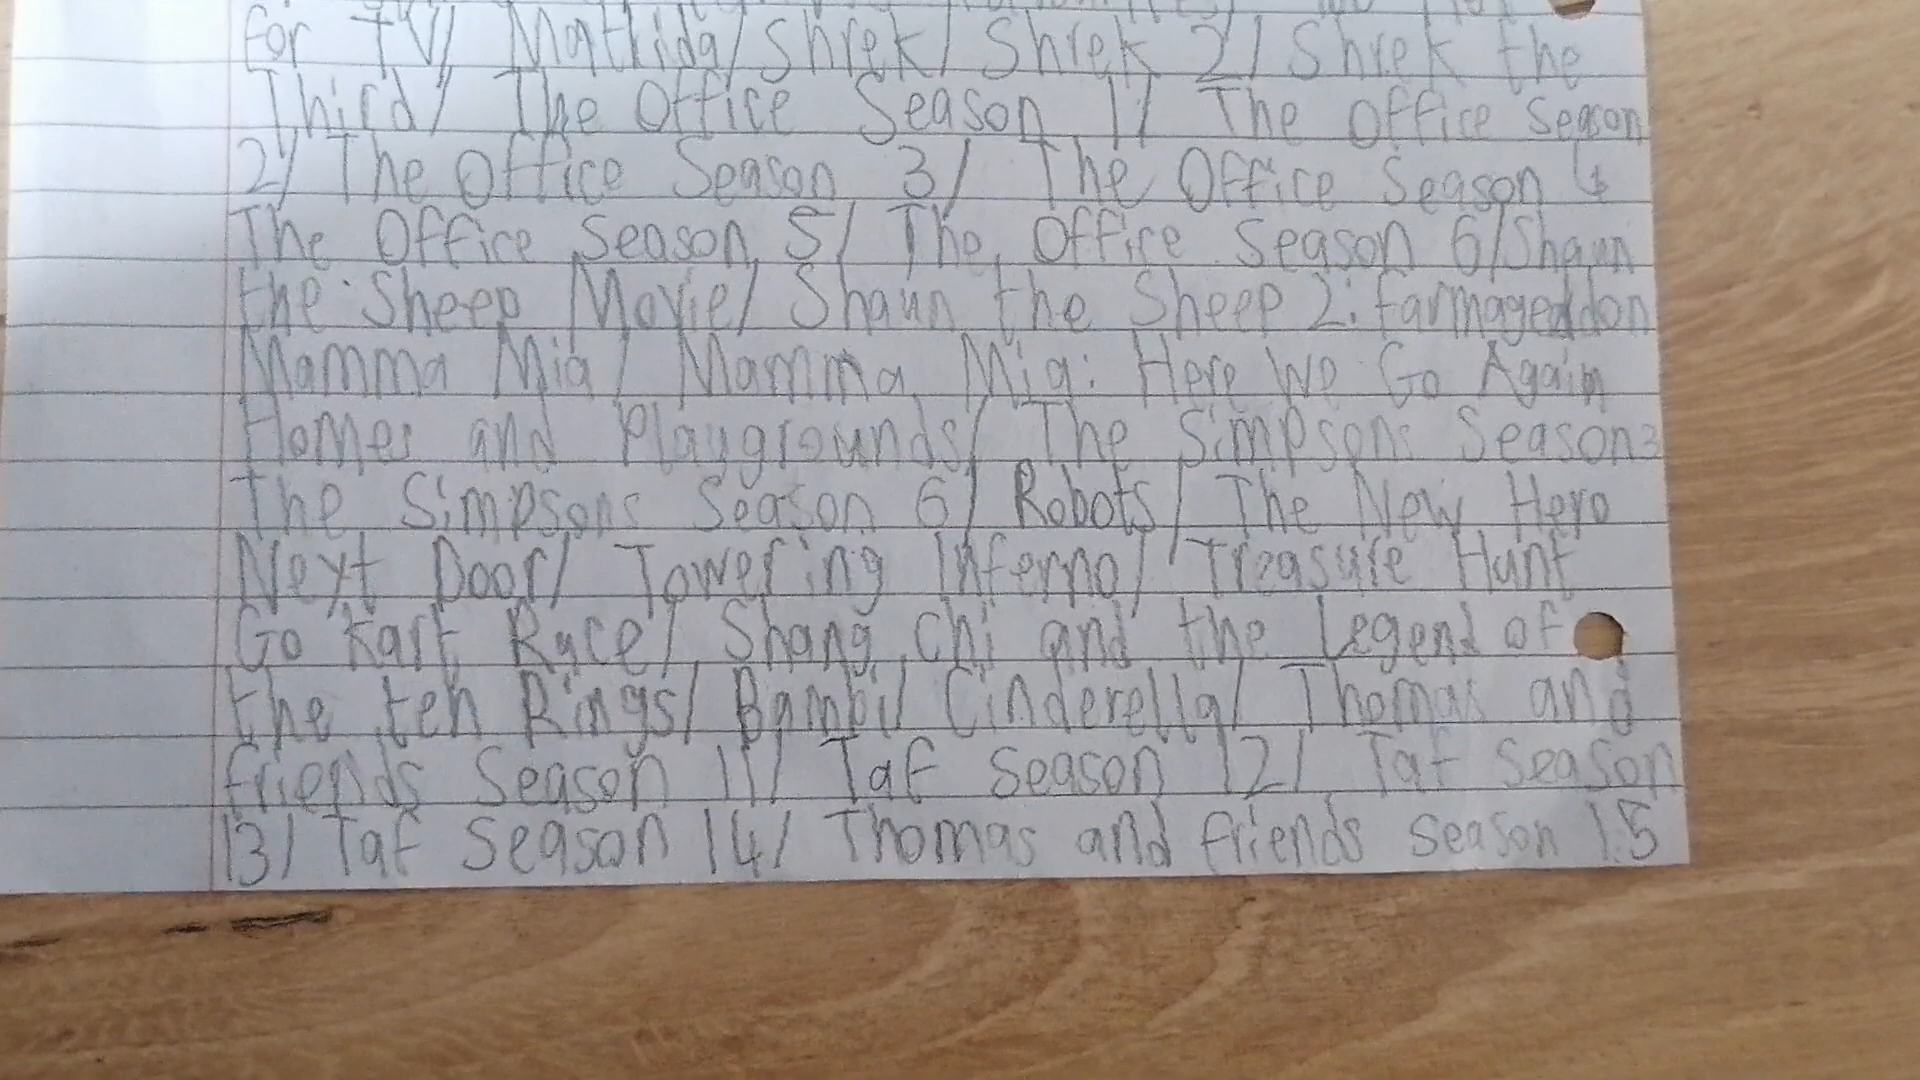 for TV/ Matilda/ Shrek/ Shrek 2/ Shrek the
Third/ The Office Season 1/ The Office Season
2/ The Office Season 3/ The Office Season 4
The Office Season 5/ The Office Season 6/ Shaun
the Sheep Movie/ Shaun the Sheep 2: farmageddon
Mamma Mia/ Mamma Mia: Here We Go Again
Homes and Playgrounds/ The Simpsons Season 3
The Simpsons Season 6/ Robots/ The New Hero
Next Door/ Towering Inferno/ Treasure Hunt
Go Kart Race/ Shang chi and the Legend of
the ten Rings/ Bambi/ Cinderella/ Thomas and
friends Season 11/ Taf Season 12/ Taf Season
13/ Taf Season 14/ Thomas and friends Season 15